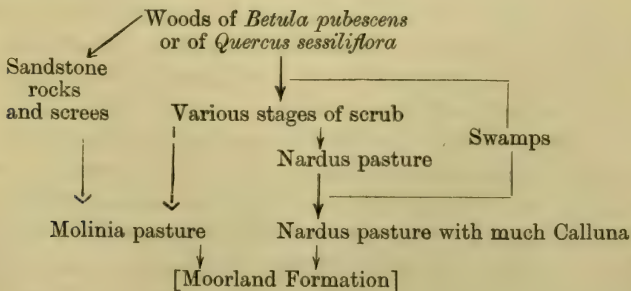 Woods of Betula pubescens
or of Quercus sessiliflora
Sandstone
rocks
and screes
Various stages of scrub
Swamps
Nardus pasture
Molinia pasture
Nardus pasture with much Calluna
[Moorland Formation]